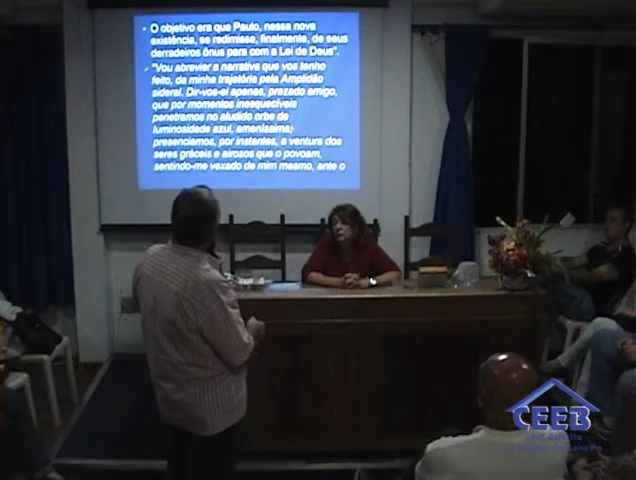 O objetivo era que Paulo, nessa nova
existência, se redimisse, finalmente, de seus
derradeiros ônus para com a Lei de Deus".
"Vou abreviar a narrativa que vos tenho
feito, da minha trajetória pela Amplidão
sideral. Dir-vos-ei apenas, prezado amigo,
que por momentos inesquecíveis
penetramos no aludido orbe de
luminosidade azul, ameníssima;
presenciamos, por instantes, a ventura dos
seres gráceis e airosos que o povoam,
sentindo-me vexado de mim mesmo, ante o
CEEB